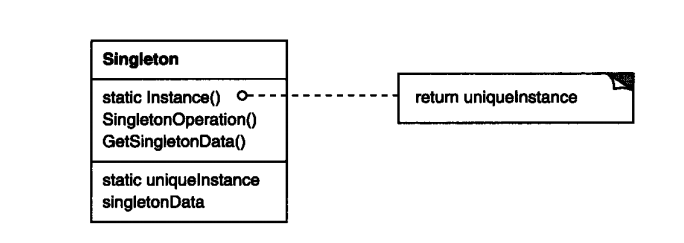 Singleton
static Instance()
return uniqueInstance
SingletonOperation()
GetSingletonData()
static uniqueInstance
singletonData